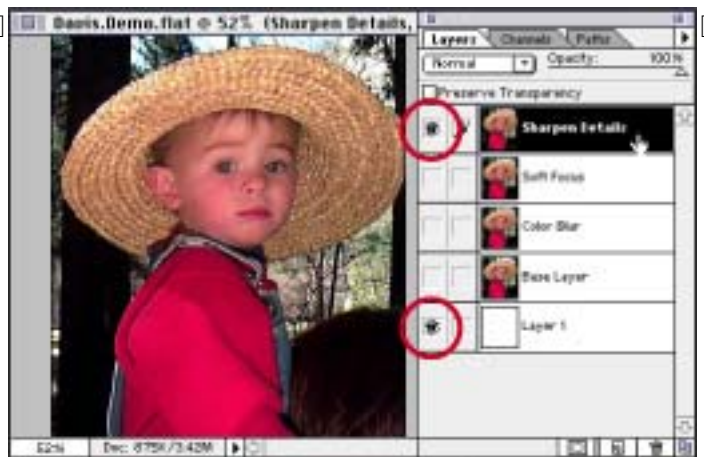 Davis.Demo.flat @ 52% (Sharpen Details,
Layers Channels Paths
Normal Opacity: 100%
Preserve Transparency
Sharpen Details
Soft Focus
Color Blur
Base Layer
Layer 1
52% Doc: 875K/3.42M